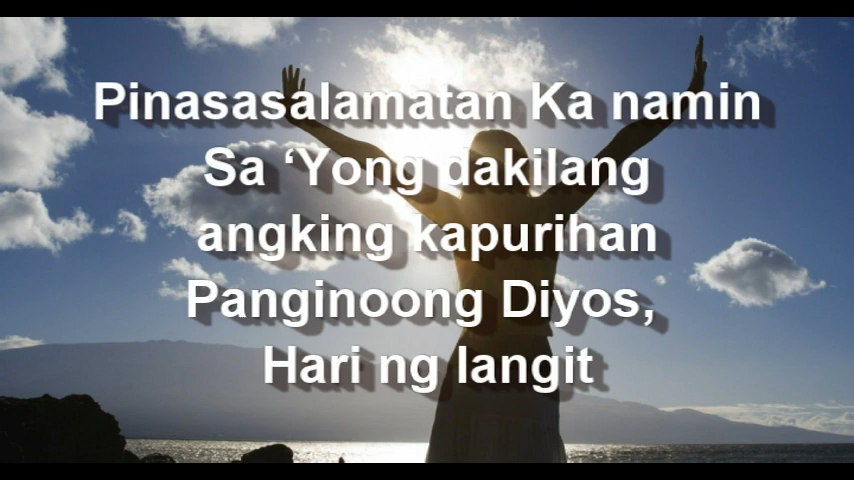 Pinasasalamatan Ka namin
Sa ‘Yong dakilang
angking kapurihan
Panginoong Diyos,
Hari ng langit